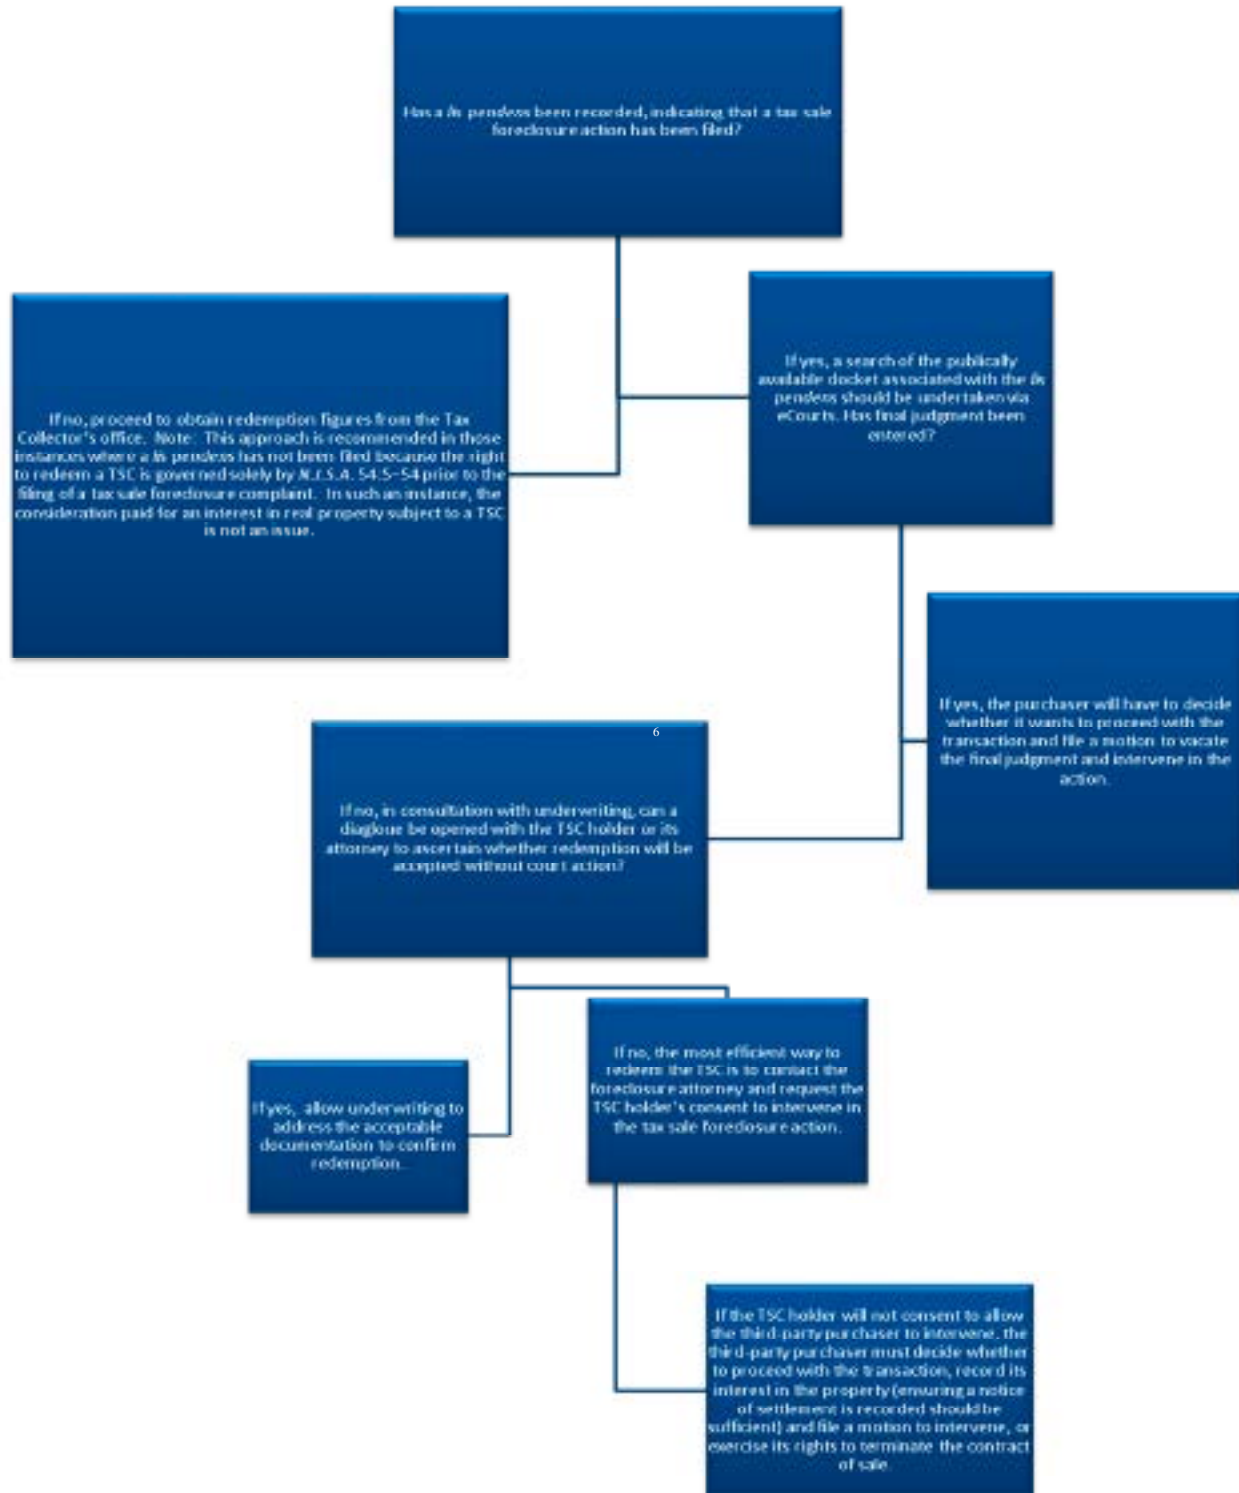 Has a lis pendens been recorded, indicating that a tax sale
foreclosure action has been filed?
If yes, a search of the publically
available docket associated with the lis
pendens should be undertaken via
eCourts. Has final judgment been
entered?
If no, proceed to obtain redemption figures from the Tax
Collector's office. Note: This approach is recommended in those
instances where a lis pendens has not been filed because the right
to redeem a TSC is governed solely by N.J.S.A. 54:5-54 prior to the
filing of a tax sale foreclosure complaint. In such an instance, the
consideration paid for an interest in real property subject to a TSC
is not an issue.
If yes, the purchaser will have to decide
whether it wants to proceed with the
transaction and file a motion to vacate
the final judgment and intervene in the
action.
6
If no, in consultation with underwriting, can a
diagloue be opened with the TSC holder or its
attorney to ascertain whether redemption will be
accepted without court action?
If no, the most efficient way to
redeem the TSC is to contact the
foreclosure attorney and request the
TSC holder's consent to intervene in
the tax sale foreclosure action.
If yes, allow underwriting to
address the acceptable
documentation to confirm
redemption.
If the TSC holder will not consent to allow
the third-party purchaser to intervene, the
third-party purchaser must decide whether
to proceed with the transaction, record its
interest in the property (ensuring a notice
of settlement is recorded should be
sufficient) and file a motion to intervene, or
exercise its rights to terminate the contract
of sale.